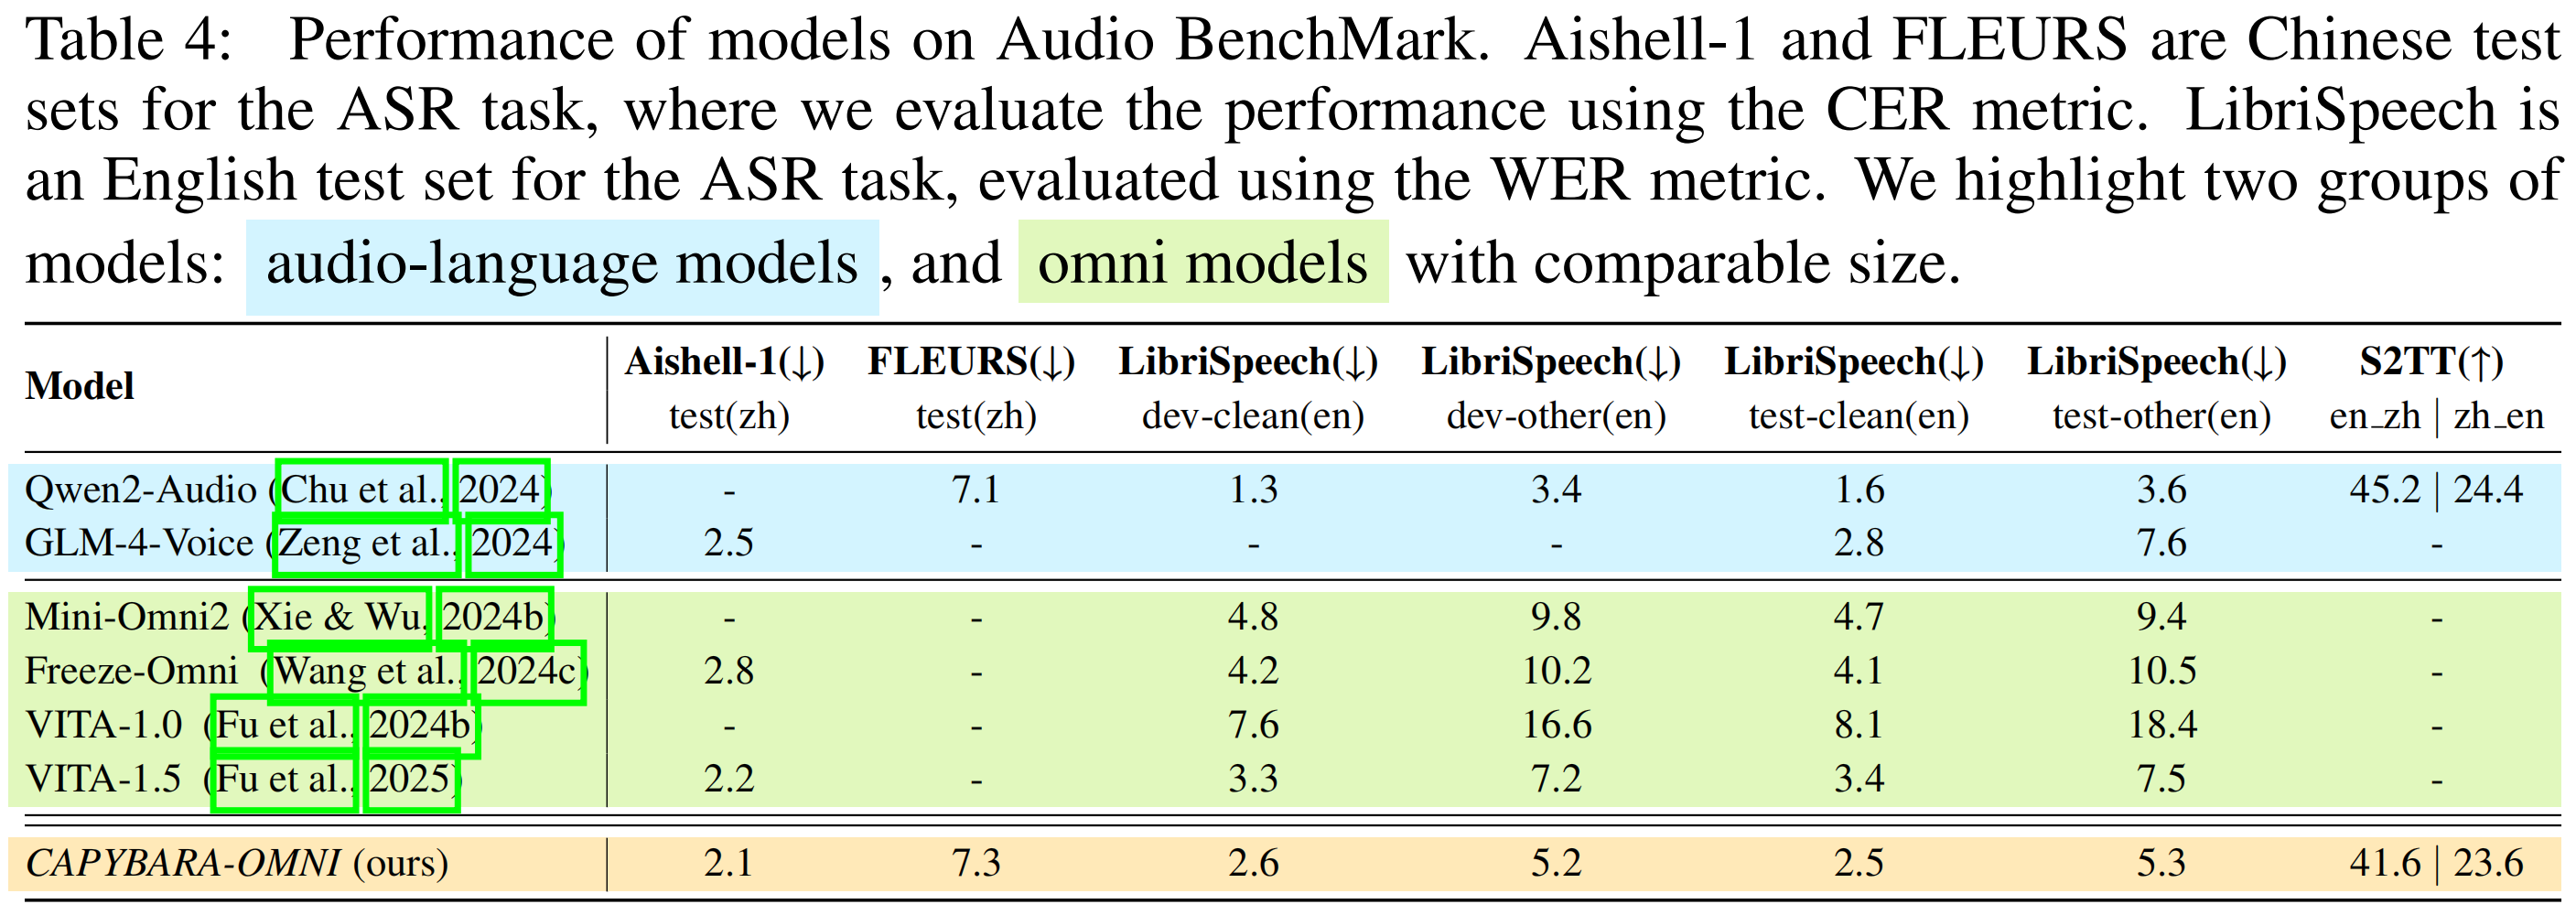 Table 4: Performance of models on Audio BenchMark. Aishell-1 and FLEURS are Chinese test
sets for the ASR task, where we evaluate the performance using the CER metric. LibriSpeech is
an English test set for the ASR task, evaluated using the WER metric. We highlight two groups of
models: audio-language models , and omni models with comparable size.
Model | Aishell-1(↓) FLEURS(↓) LibriSpeech(↓) LibriSpeech(↓) LibriSpeech(↓) LibriSpeech(↓) S2TT(↑)
test(zh) test(zh) dev-clean(en) dev-other(en) test-clean(en) test-other(en) en_zh | zh_en
Qwen2-Audio (Chu et al., 2024) - 7.1 1.3 3.4 1.6 3.6 45.2 | 24.4
GLM-4-Voice (Zeng et al., 2024) 2.5 - - - 2.8 7.6 -
Mini-Omni2 (Xie & Wu, 2024b) - - 4.8 9.8 4.7 9.4 -
Freeze-Omni (Wang et al., 2024c) 2.8 - 4.2 10.2 4.1 10.5 -
VITA-1.0 (Fu et al., 2024b) - - 7.6 16.6 8.1 18.4 -
VITA-1.5 (Fu et al., 2025) 2.2 - 3.3 7.2 3.4 7.5 -
CAPYBARA-OMNI (ours) 2.1 7.3 2.6 5.2 2.5 5.3 41.6 | 23.6